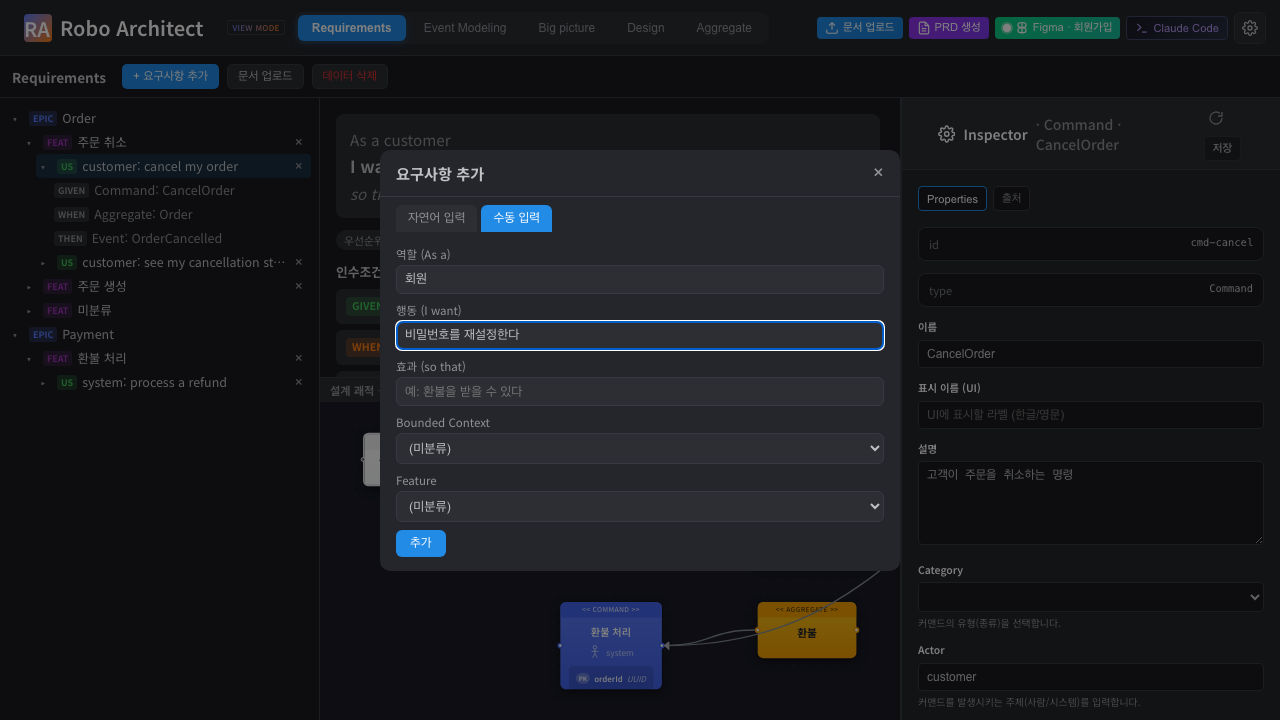 RA Robo Architect VIEW MODE Requirements Event Modeling Big picture Design Aggregate 문서 업로드 PRD 생성 Figma · 회원가입 Claude Code
Requirements + 요구사항 추가 문서 업로드 데이터 삭제
EPIC Order
FEAT 주문 취소 ×
US customer: cancel my order ×
GIVEN Command: CancelOrder
WHEN Aggregate: Order
THEN Event: OrderCancelled
US customer: see my cancellation st… ×
FEAT 주문 생성 ×
FEAT 미분류
EPIC Payment
FEAT 환불 처리 ×
US system: process a refund ×
As a customer
I wa
so th
우선순위
인수조건
GIVEN
WHEN
설계 궤적
요구사항 추가 ×
자연어 입력 수동 입력
역할 (As a)
회원
행동 (I want)
비밀번호를 재설정한다
효과 (so that)
예: 환불을 받을 수 있다
Bounded Context
(미분류)
Feature
(미분류)
추가
<< COMMAND >>
환불 처리
system
PK orderId UUID
<< AGGREGATE >>
환불
Inspector · Command · CancelOrder
저장
Properties 출처
id cmd-cancel
type Command
이름
CancelOrder
표시 이름 (UI)
UI에 표시할 라벨 (한글/영문)
설명
고객이 주문을 취소하는 명령
Category
커맨드의 유형(종류)을 선택합니다.
Actor
customer
커맨드를 발생시키는 주체(사람/시스템)를 입력합니다.